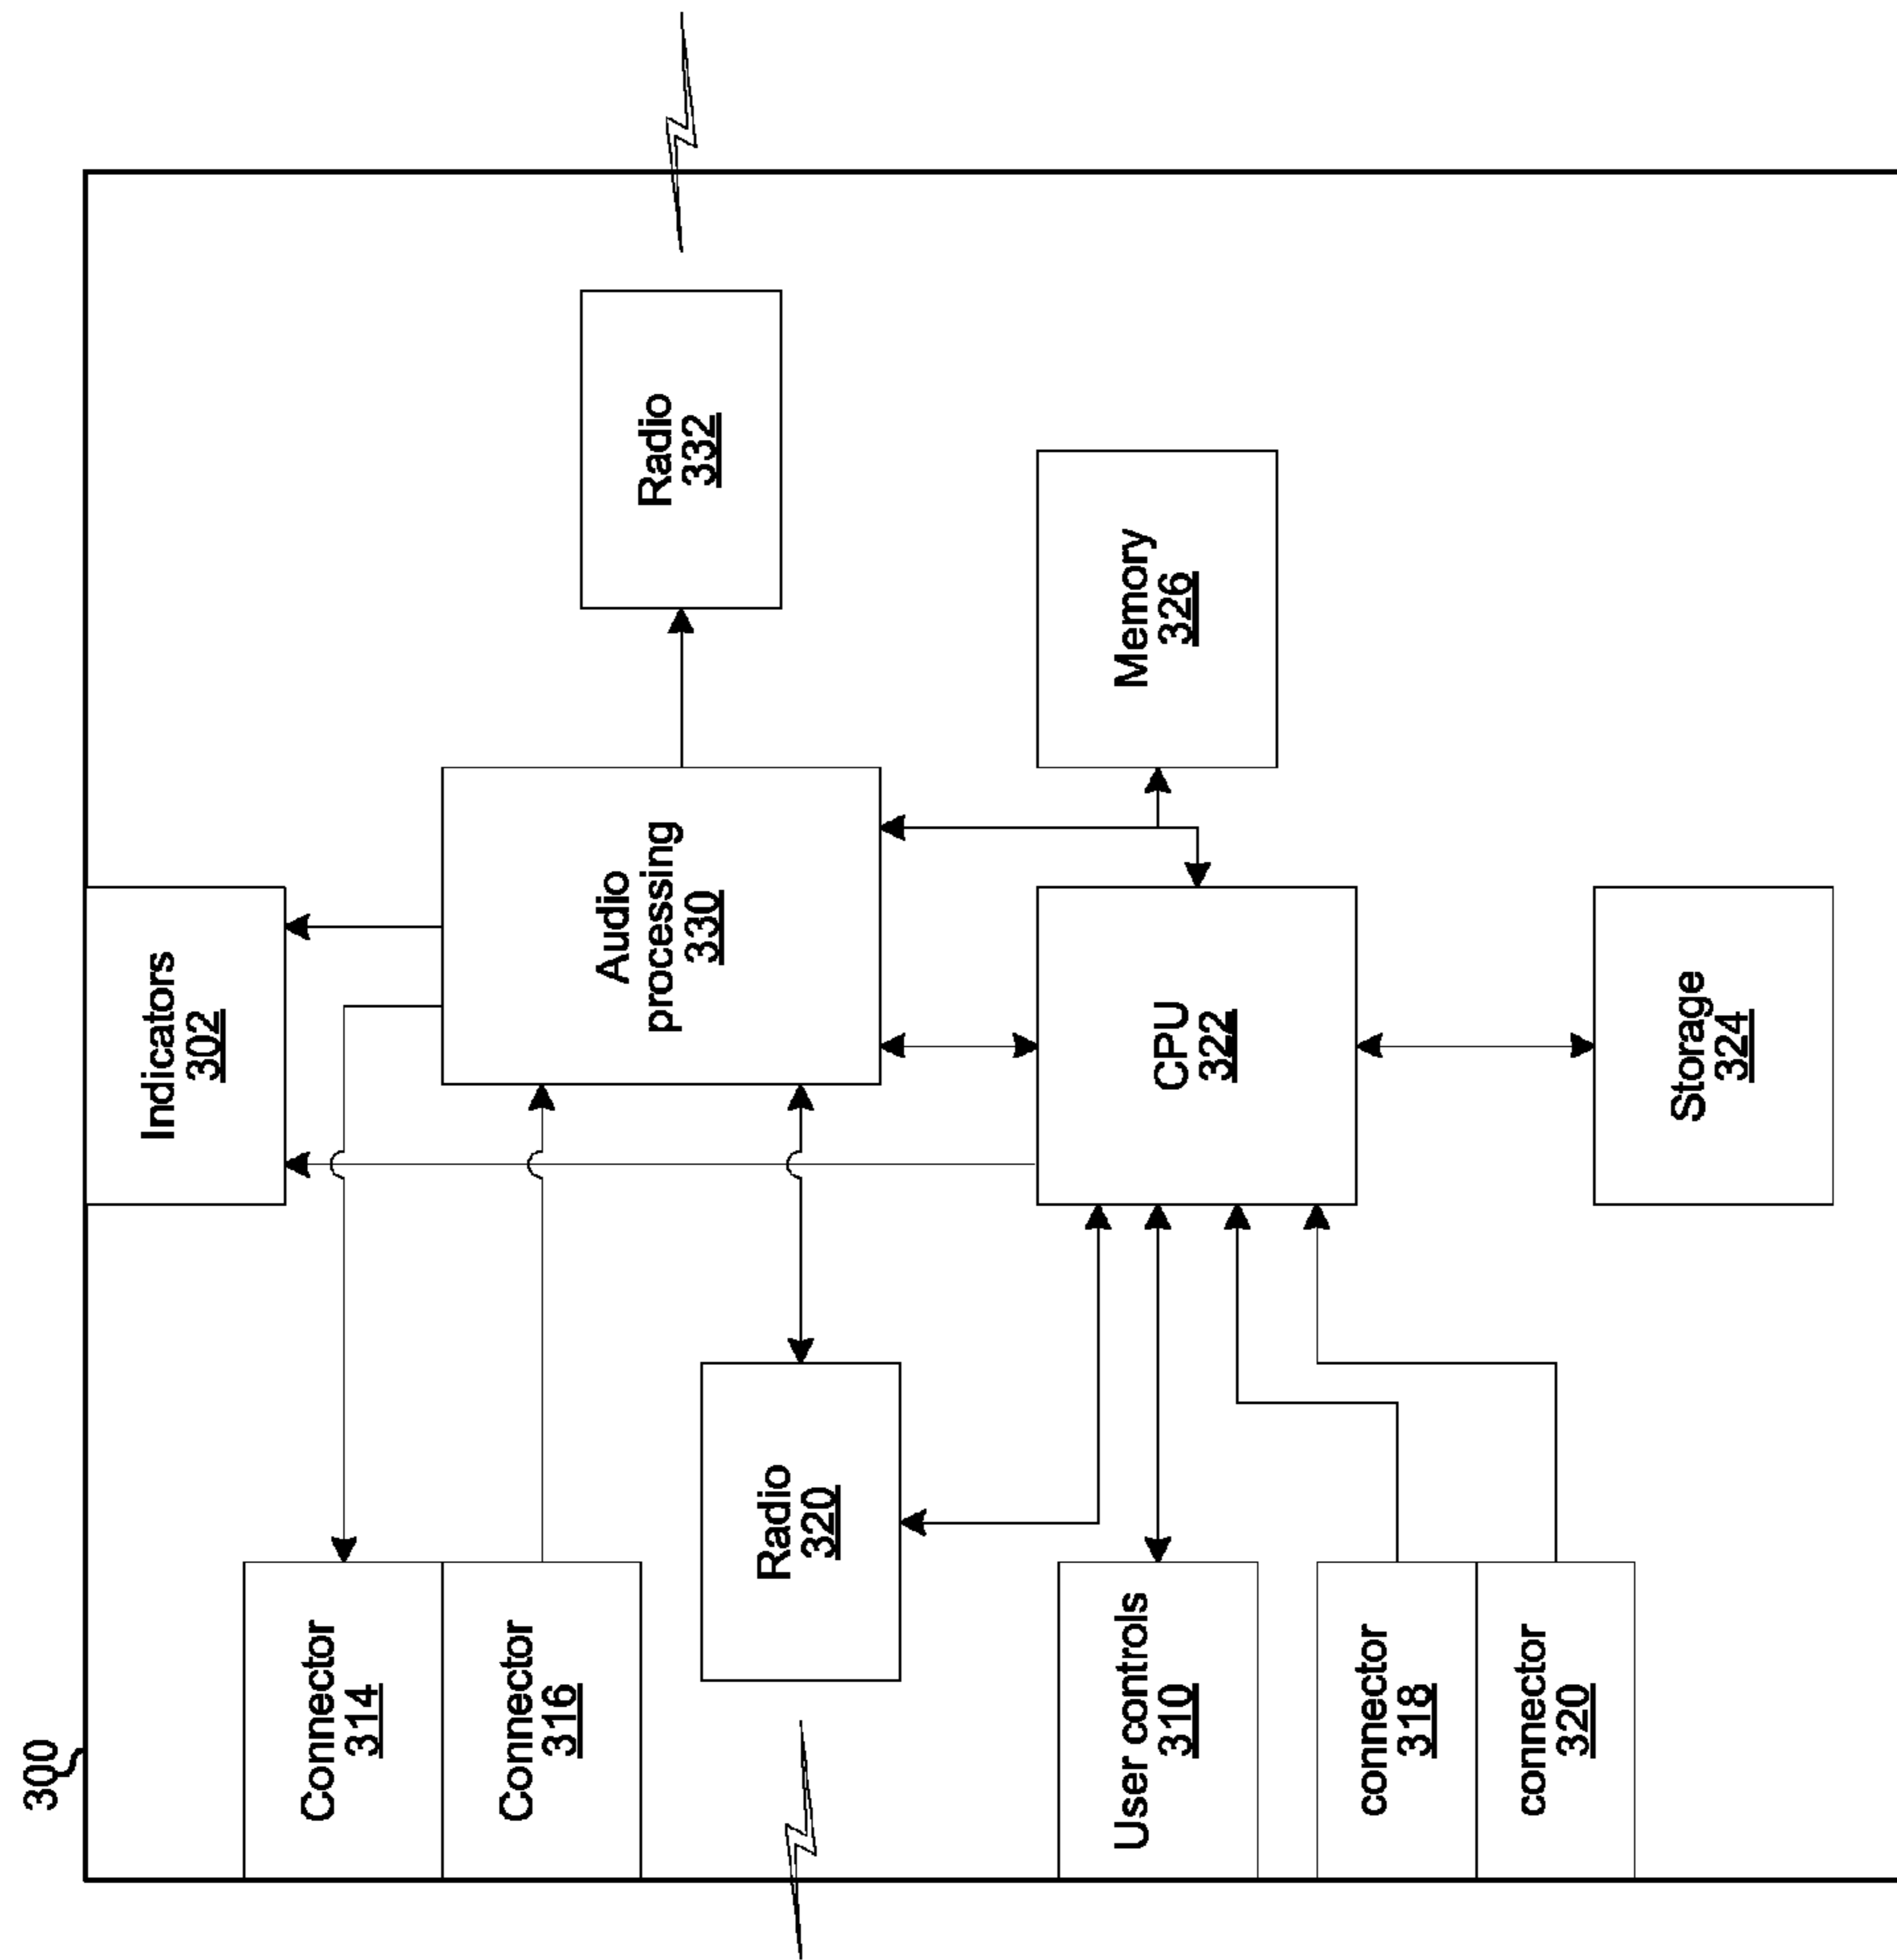 300
Indicators
302
Connector
314
Connector
316
Audio
processing
330
Radio
332
Radio
320
User controls
310
CPU
322
Memory
326
connector
318
connector
320
Storage
324